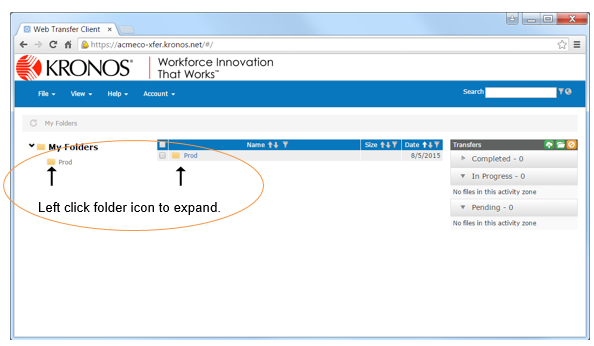 Web Transfer Client
https://acmeco-xfer.kronos.net/#/
KRONOS®
Workforce Innovation
That Works™
File
View
Help
Account
Search
My Folders
My Folders
Prod
Name
Size
Date
Prod
8/5/2015
Left click folder icon to expand.
Transfers
Completed - 0
In Progress - 0
No files in this activity zone
Pending - 0
No files in this activity zone